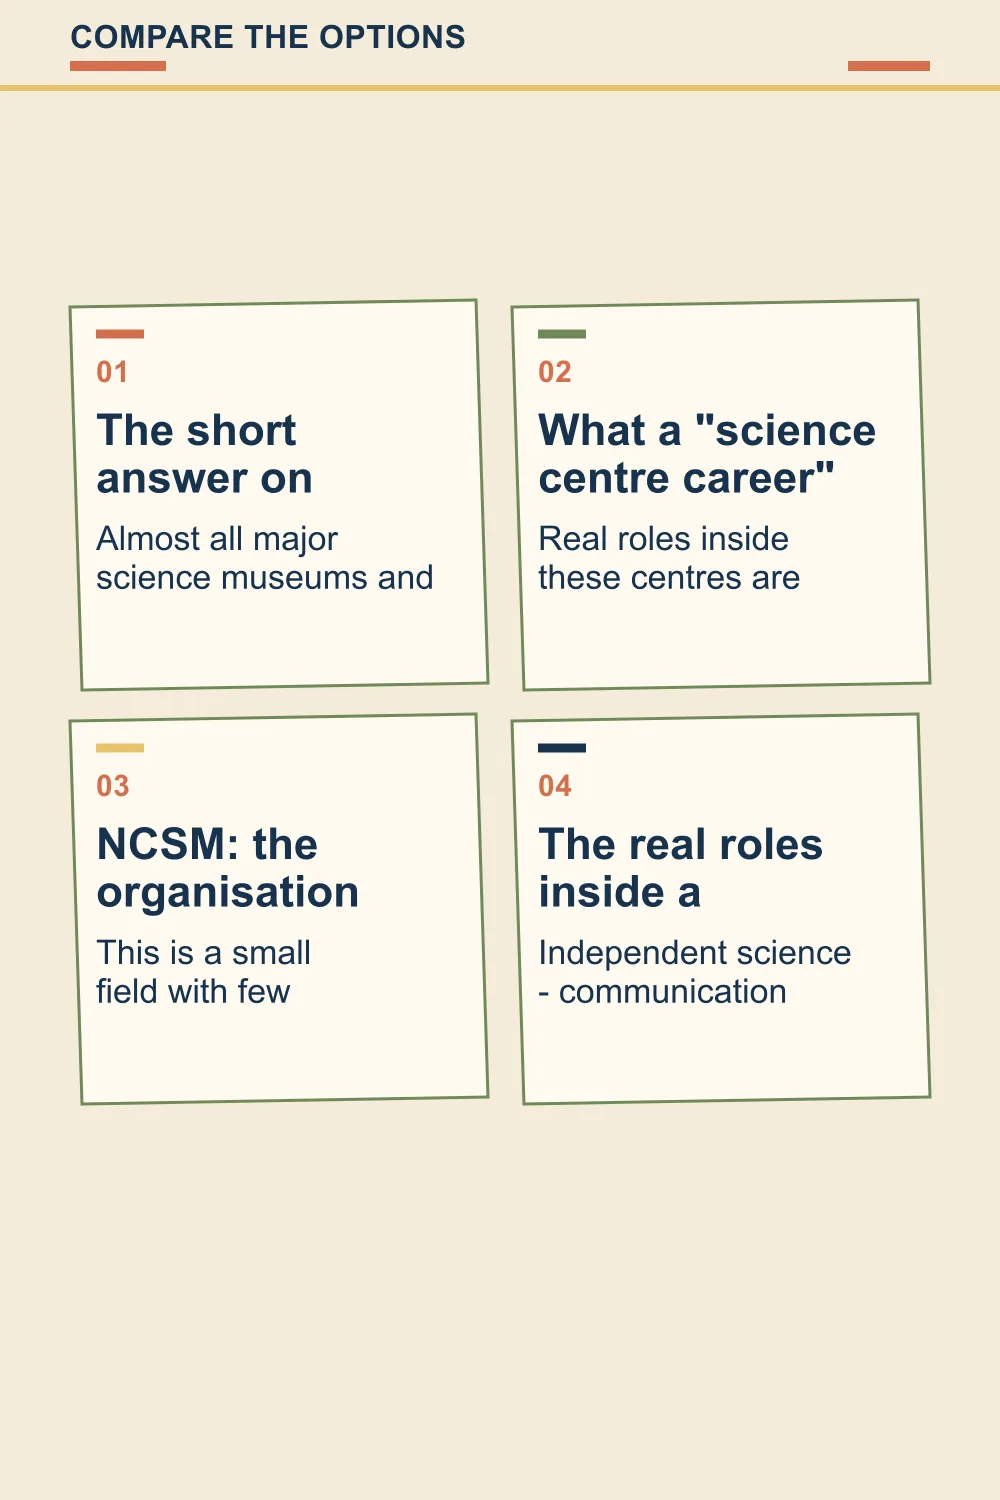 COMPARE THE OPTIONS
01
The short
answer on
Almost all major
science museums and
02
What a "science
centre career"
Real roles inside
these centres are
03
NCSM: the
organisation
This is a small
field with few
04
The real roles
inside a
Independent science
- communication